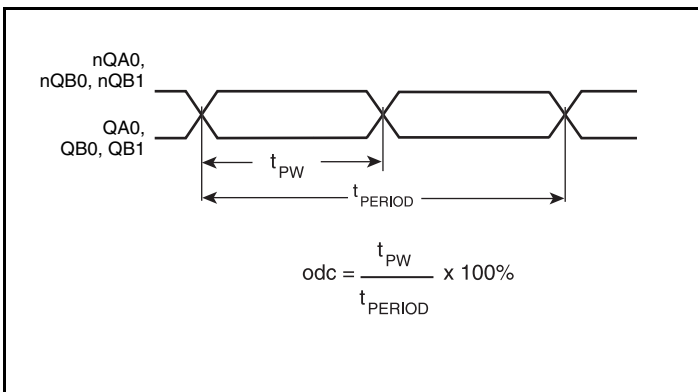 nQA0,
nQB0, nQB1
QA0,
QB0, QB1
tPW
tPERIOD
odc = tPW / tPERIOD x 100%